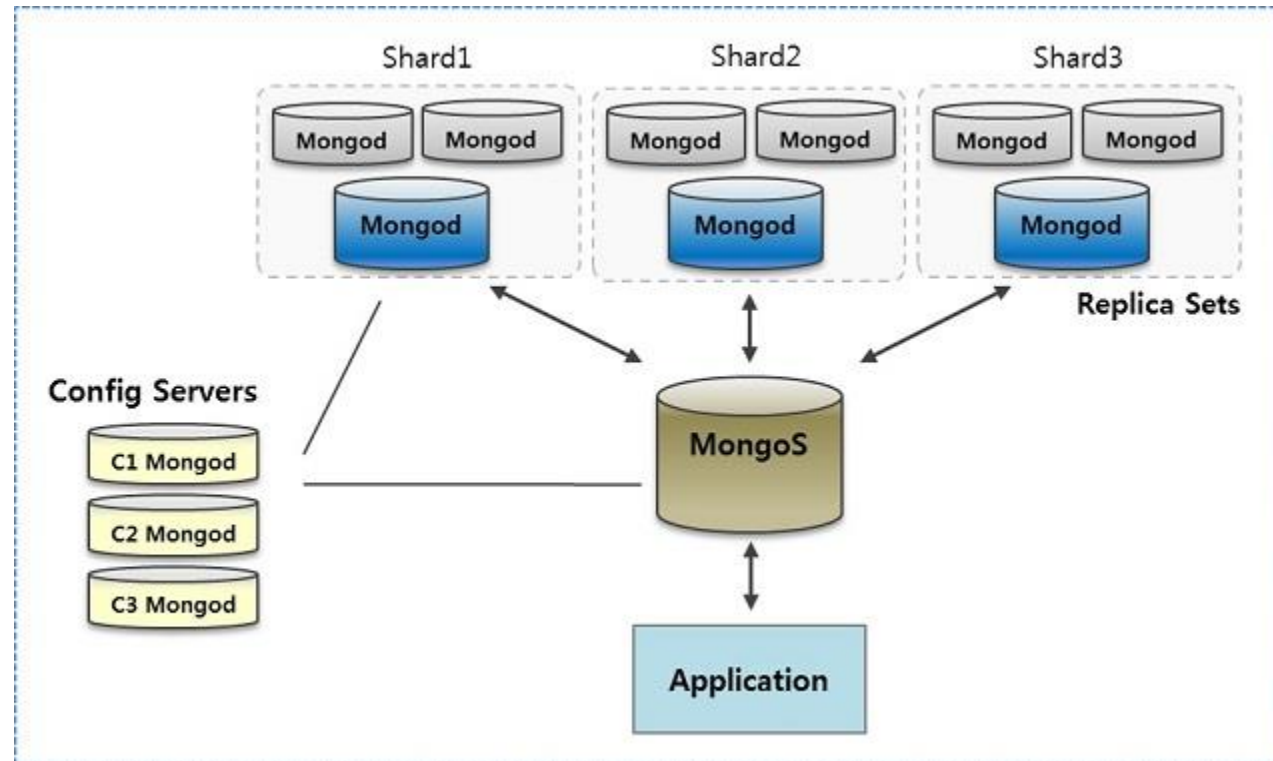 Shard1
Shard2
Shard3
Mongod
Mongod
Mongod
Mongod
Mongod
Mongod
Mongod
Mongod
Mongod
Replica Sets
Config Servers
C1 Mongod
C2 Mongod
C3 Mongod
MongoS
Application